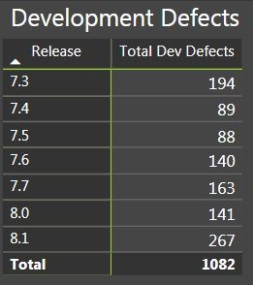 Development Defects
Release Total Dev Defects
7.3 194
7.4 89
7.5 88
7.6 140
7.7 163
8.0 141
8.1 267
Total 1082